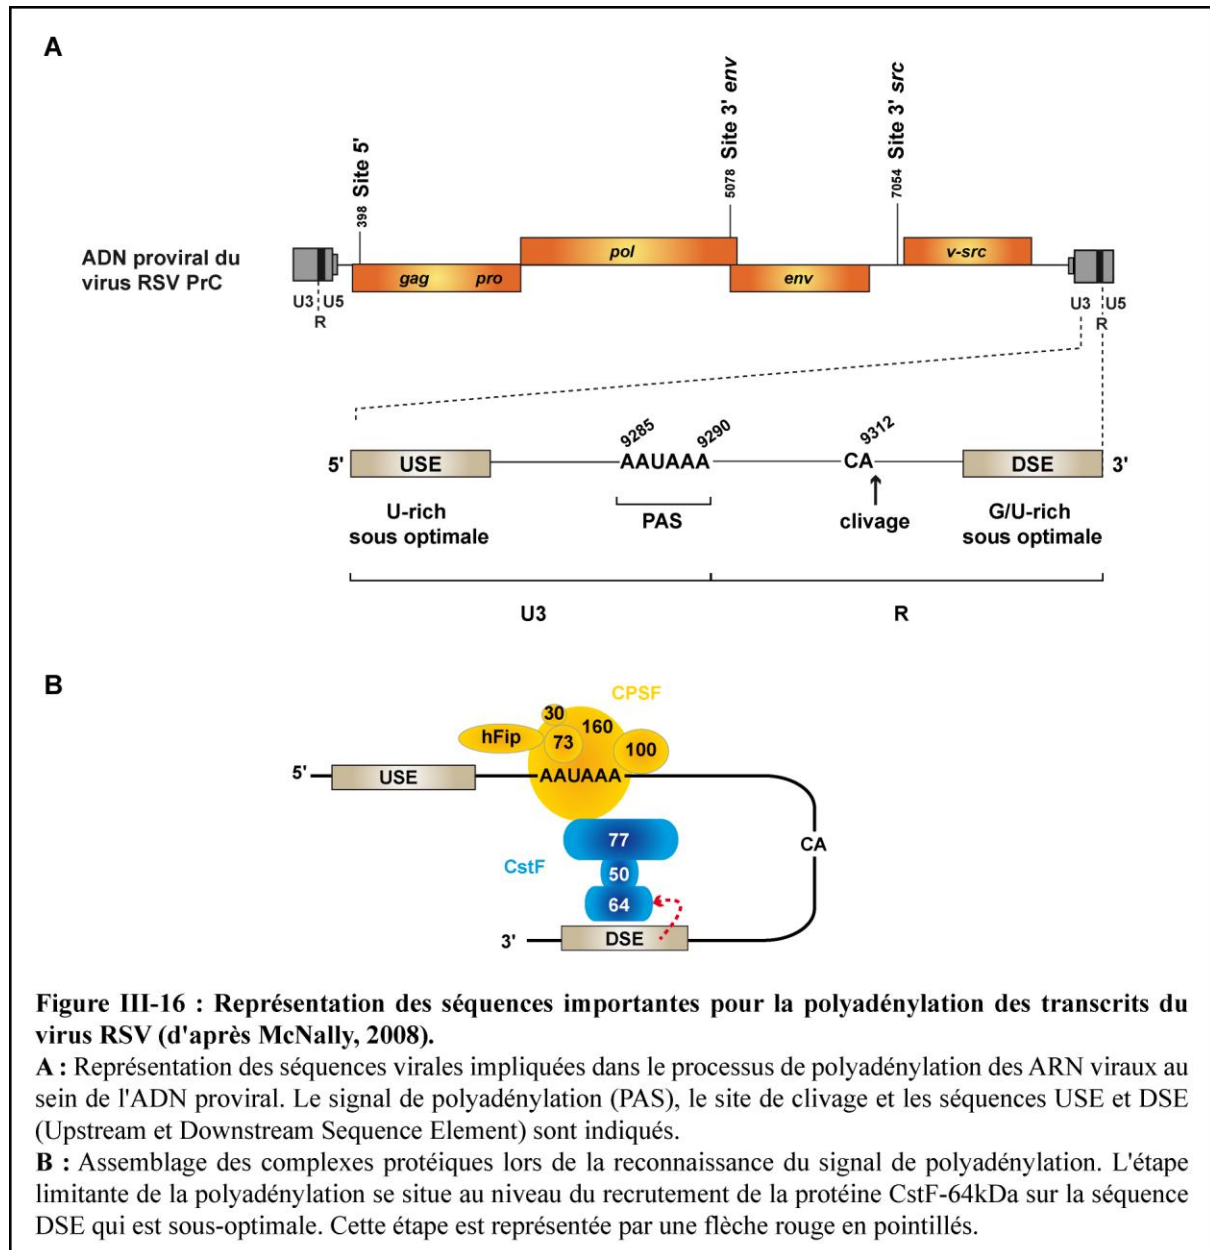 A
398 Site 5'
5078 Site 3' env
7054 Site 3' src
ADN proviral du
virus RSV PrC
gag pro
pol
env
v-src
U3 U5
R
U3 U5
R
5' USE AAUAAA CA DSE 3'
9285 9290 9312
U-rich
sous optimale
PAS
clivage
G/U-rich
sous optimale
U3 R
B
CPSF
hFip 30 73 160 100
5' USE AAUAAA
CA
CstF
77
50
64
3' DSE
Figure III-16 : Représentation des séquences importantes pour la polyadénylation des transcrits du
virus RSV (d'après McNally, 2008).
A : Représentation des séquences virales impliquées dans le processus de polyadénylation des ARN viraux au
sein de l'ADN proviral. Le signal de polyadénylation (PAS), le site de clivage et les séquences USE et DSE
(Upstream et Downstream Sequence Element) sont indiqués.
B : Assemblage des complexes protéiques lors de la reconnaissance du signal de polyadénylation. L'étape
limitante de la polyadénylation se situe au niveau du recrutement de la protéine CstF-64kDa sur la séquence
DSE qui est sous-optimale. Cette étape est représentée par une flèche rouge en pointillés.